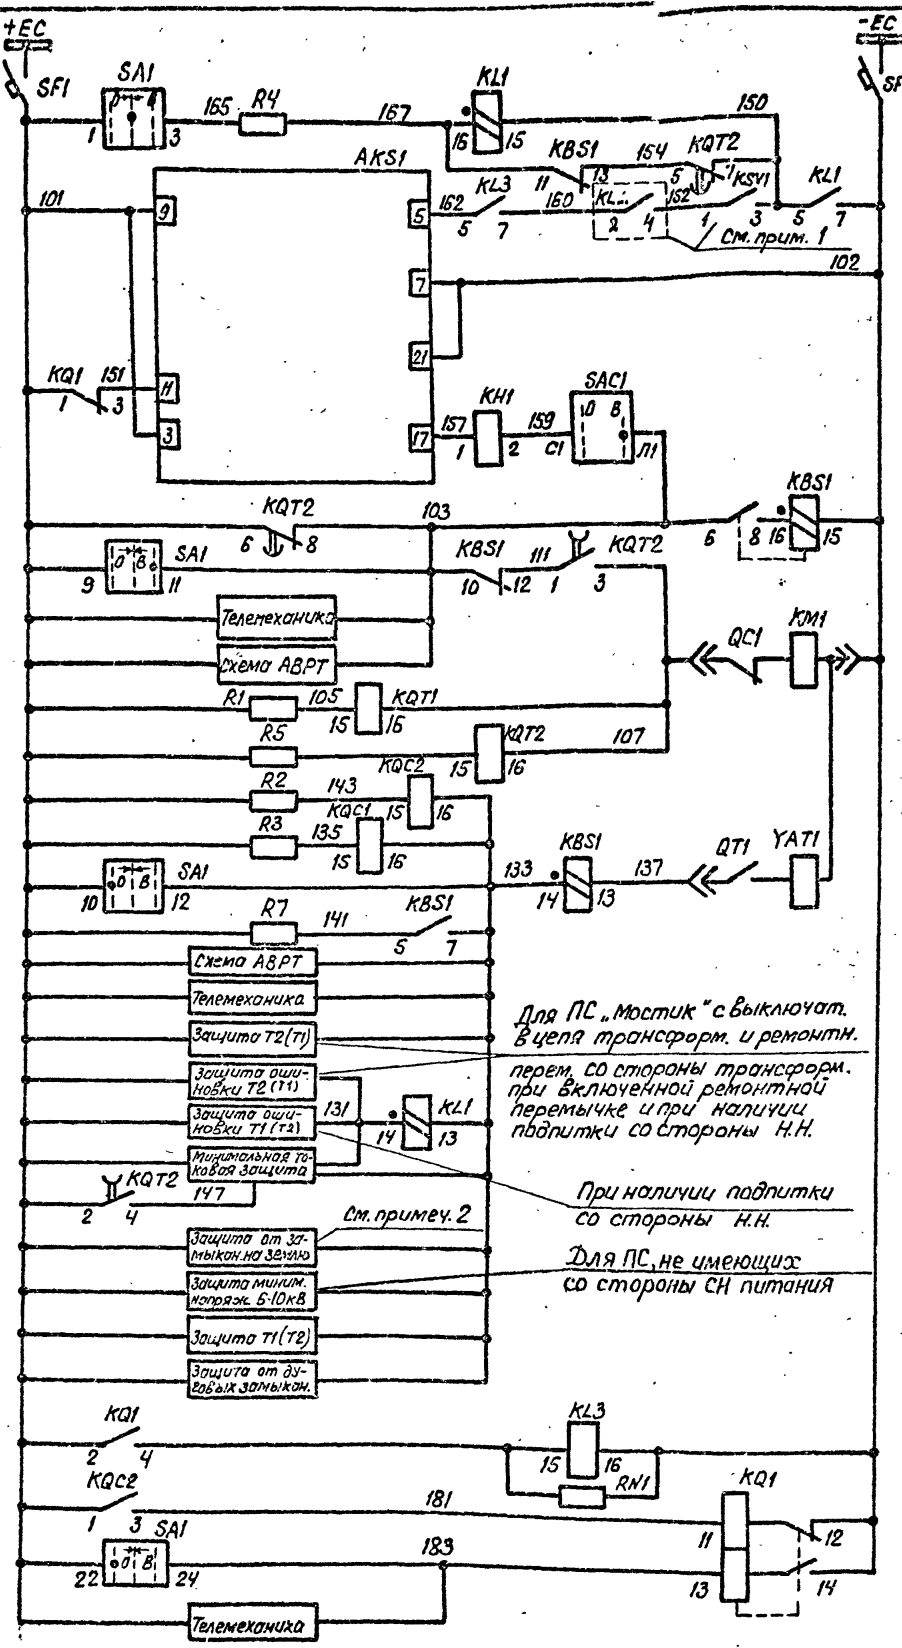 +EC
-EC
SF1
SF
SA1
1
3
165
R4
167
KL1
16
15
150
KBS1
11
13
154
KQT2
5
AKS1
101
9
5
162
KL3
5
7
160
2
4
152
KSV1
1
3
KL1
5
7
См. прим. 1
7
102
21
KQ1
151
1
3
11
3
17
157
KH1
1
2
159
SAC1
О В
C1
Л1
KQT2
6
8
103
6
8
16
KBS1
15
SA1
О В
9
11
KBS1
10
12
111
KQT2
1
3
Телемеханика
Схема АВРТ
QC1
KM1
R1
105
15
16
KQT1
R5
15
16
KQT2
107
R2
143
KQC2
15
16
R3
135
KQC1
15
16
SA1
О В
10
12
133
KBS1
14
13
137
QT1
YAT1
R7
141
KBS1
5
7
Схема АВРТ
Телемеханика
Защита Т2(Т1)
Защита оши-
новки Т2(Т1)
Защита оши-
новки Т1(Т2)
Минимальная то-
ковая защита
131
14
KL1
13
KQT2
2
4
147
Для ПС „Мостик" с выключат.
в цепи трансформ. и ремонтн.
перем. со стороны трансформ.
при включенной ремонтной
перемычке и при наличии
подпитки со стороны Н.Н.
При наличии подпитки
со стороны Н.Н.
См. примеч. 2
Защита от за-
мыкан. на землю
Защита миним.
напряж. 6-10кВ
Для ПС, не имеющих
со стороны СН питания
Защита Т1(Т2)
Защита от ду-
говых замыкан.
KQ1
2
4
KL3
15
16
RN1
KQC2
1
3
181
KQ1
11
12
SA1
О В
22
24
183
13
14
Телемеханика